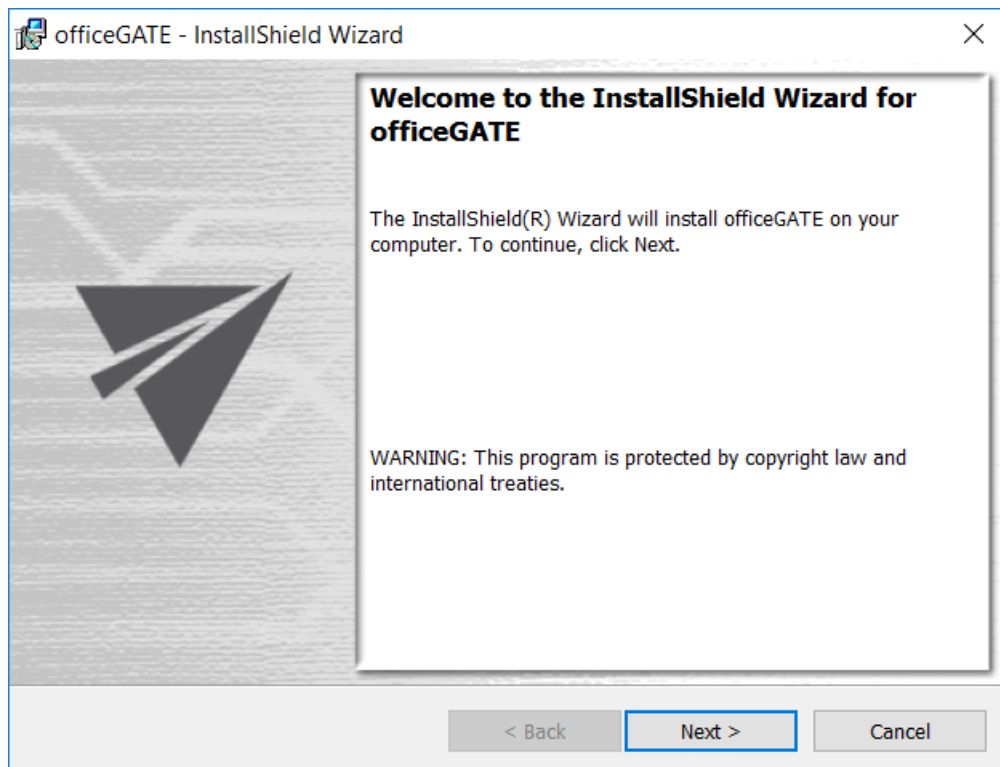 officeGATE - InstallShield Wizard
Welcome to the InstallShield Wizard for
officeGATE
The InstallShield(R) Wizard will install officeGATE on your
computer. To continue, click Next.
WARNING: This program is protected by copyright law and
international treaties.
< Back
Next >
Cancel